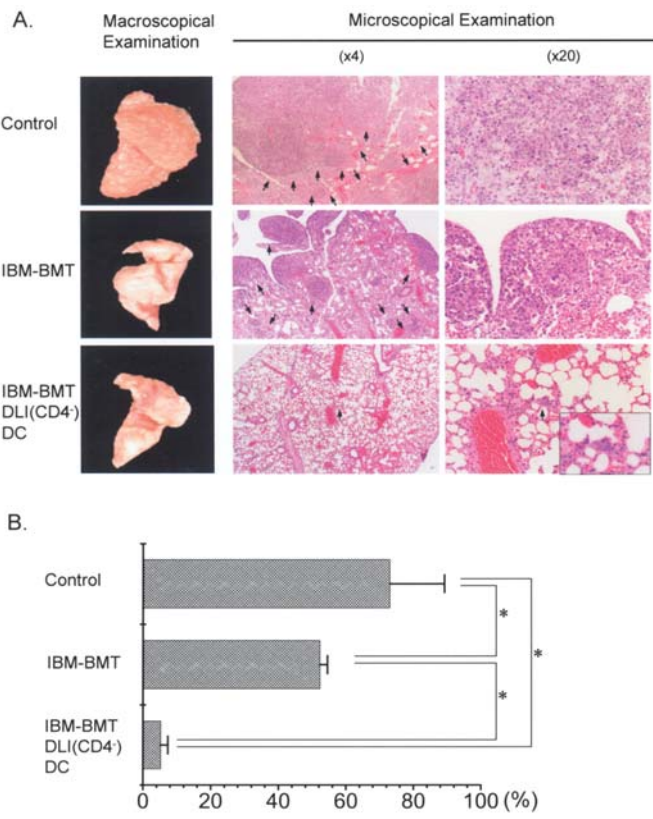 A.
Macroscopical
Examination
Microscopical Examination
(x4)
(x20)
Control
IBM-BMT
IBM-BMT
DLI(CD4-)
DC
B.
Control
IBM-BMT
IBM-BMT
DLI(CD4-)
DC
*
*
*
0
20
40
60
80
100 (%)